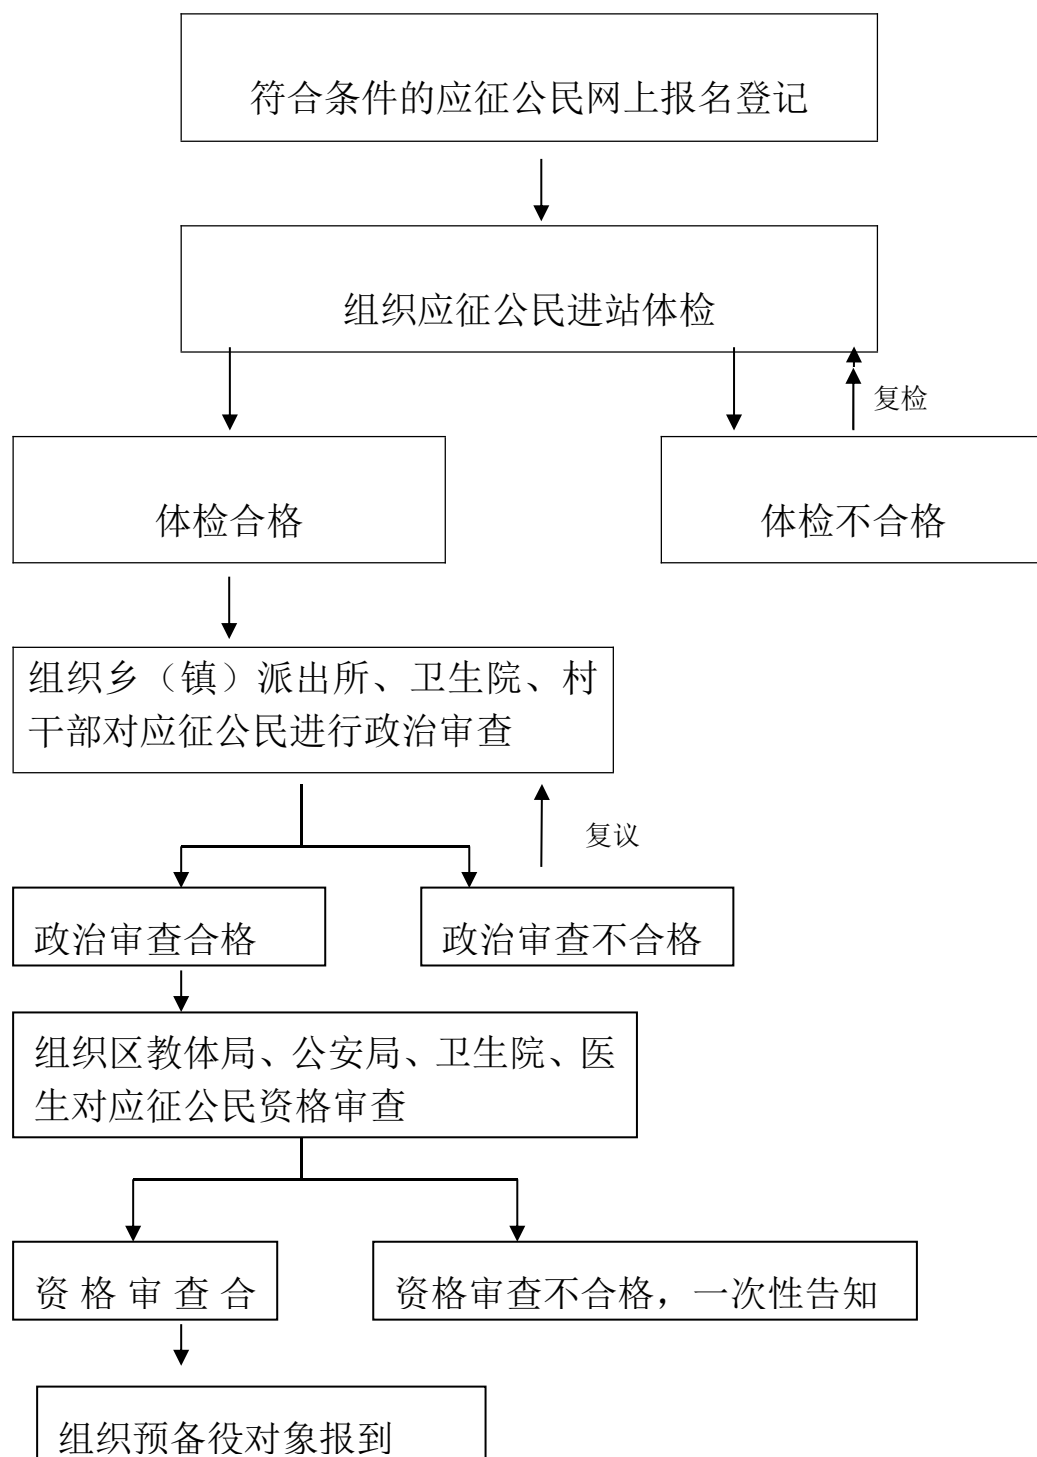 符合条件的应征公民网上报名登记
组织应征公民进站体检
复检
体检合格
体检不合格
组织乡（镇）派出所、卫生院、村
干部对应征公民进行政治审查
复议
政治审查合格
政治审查不合格
组织区教体局、公安局、卫生院、医
生对应征公民资格审查
资格审查合
资格审查不合格，一次性告知
组织预备役对象报到